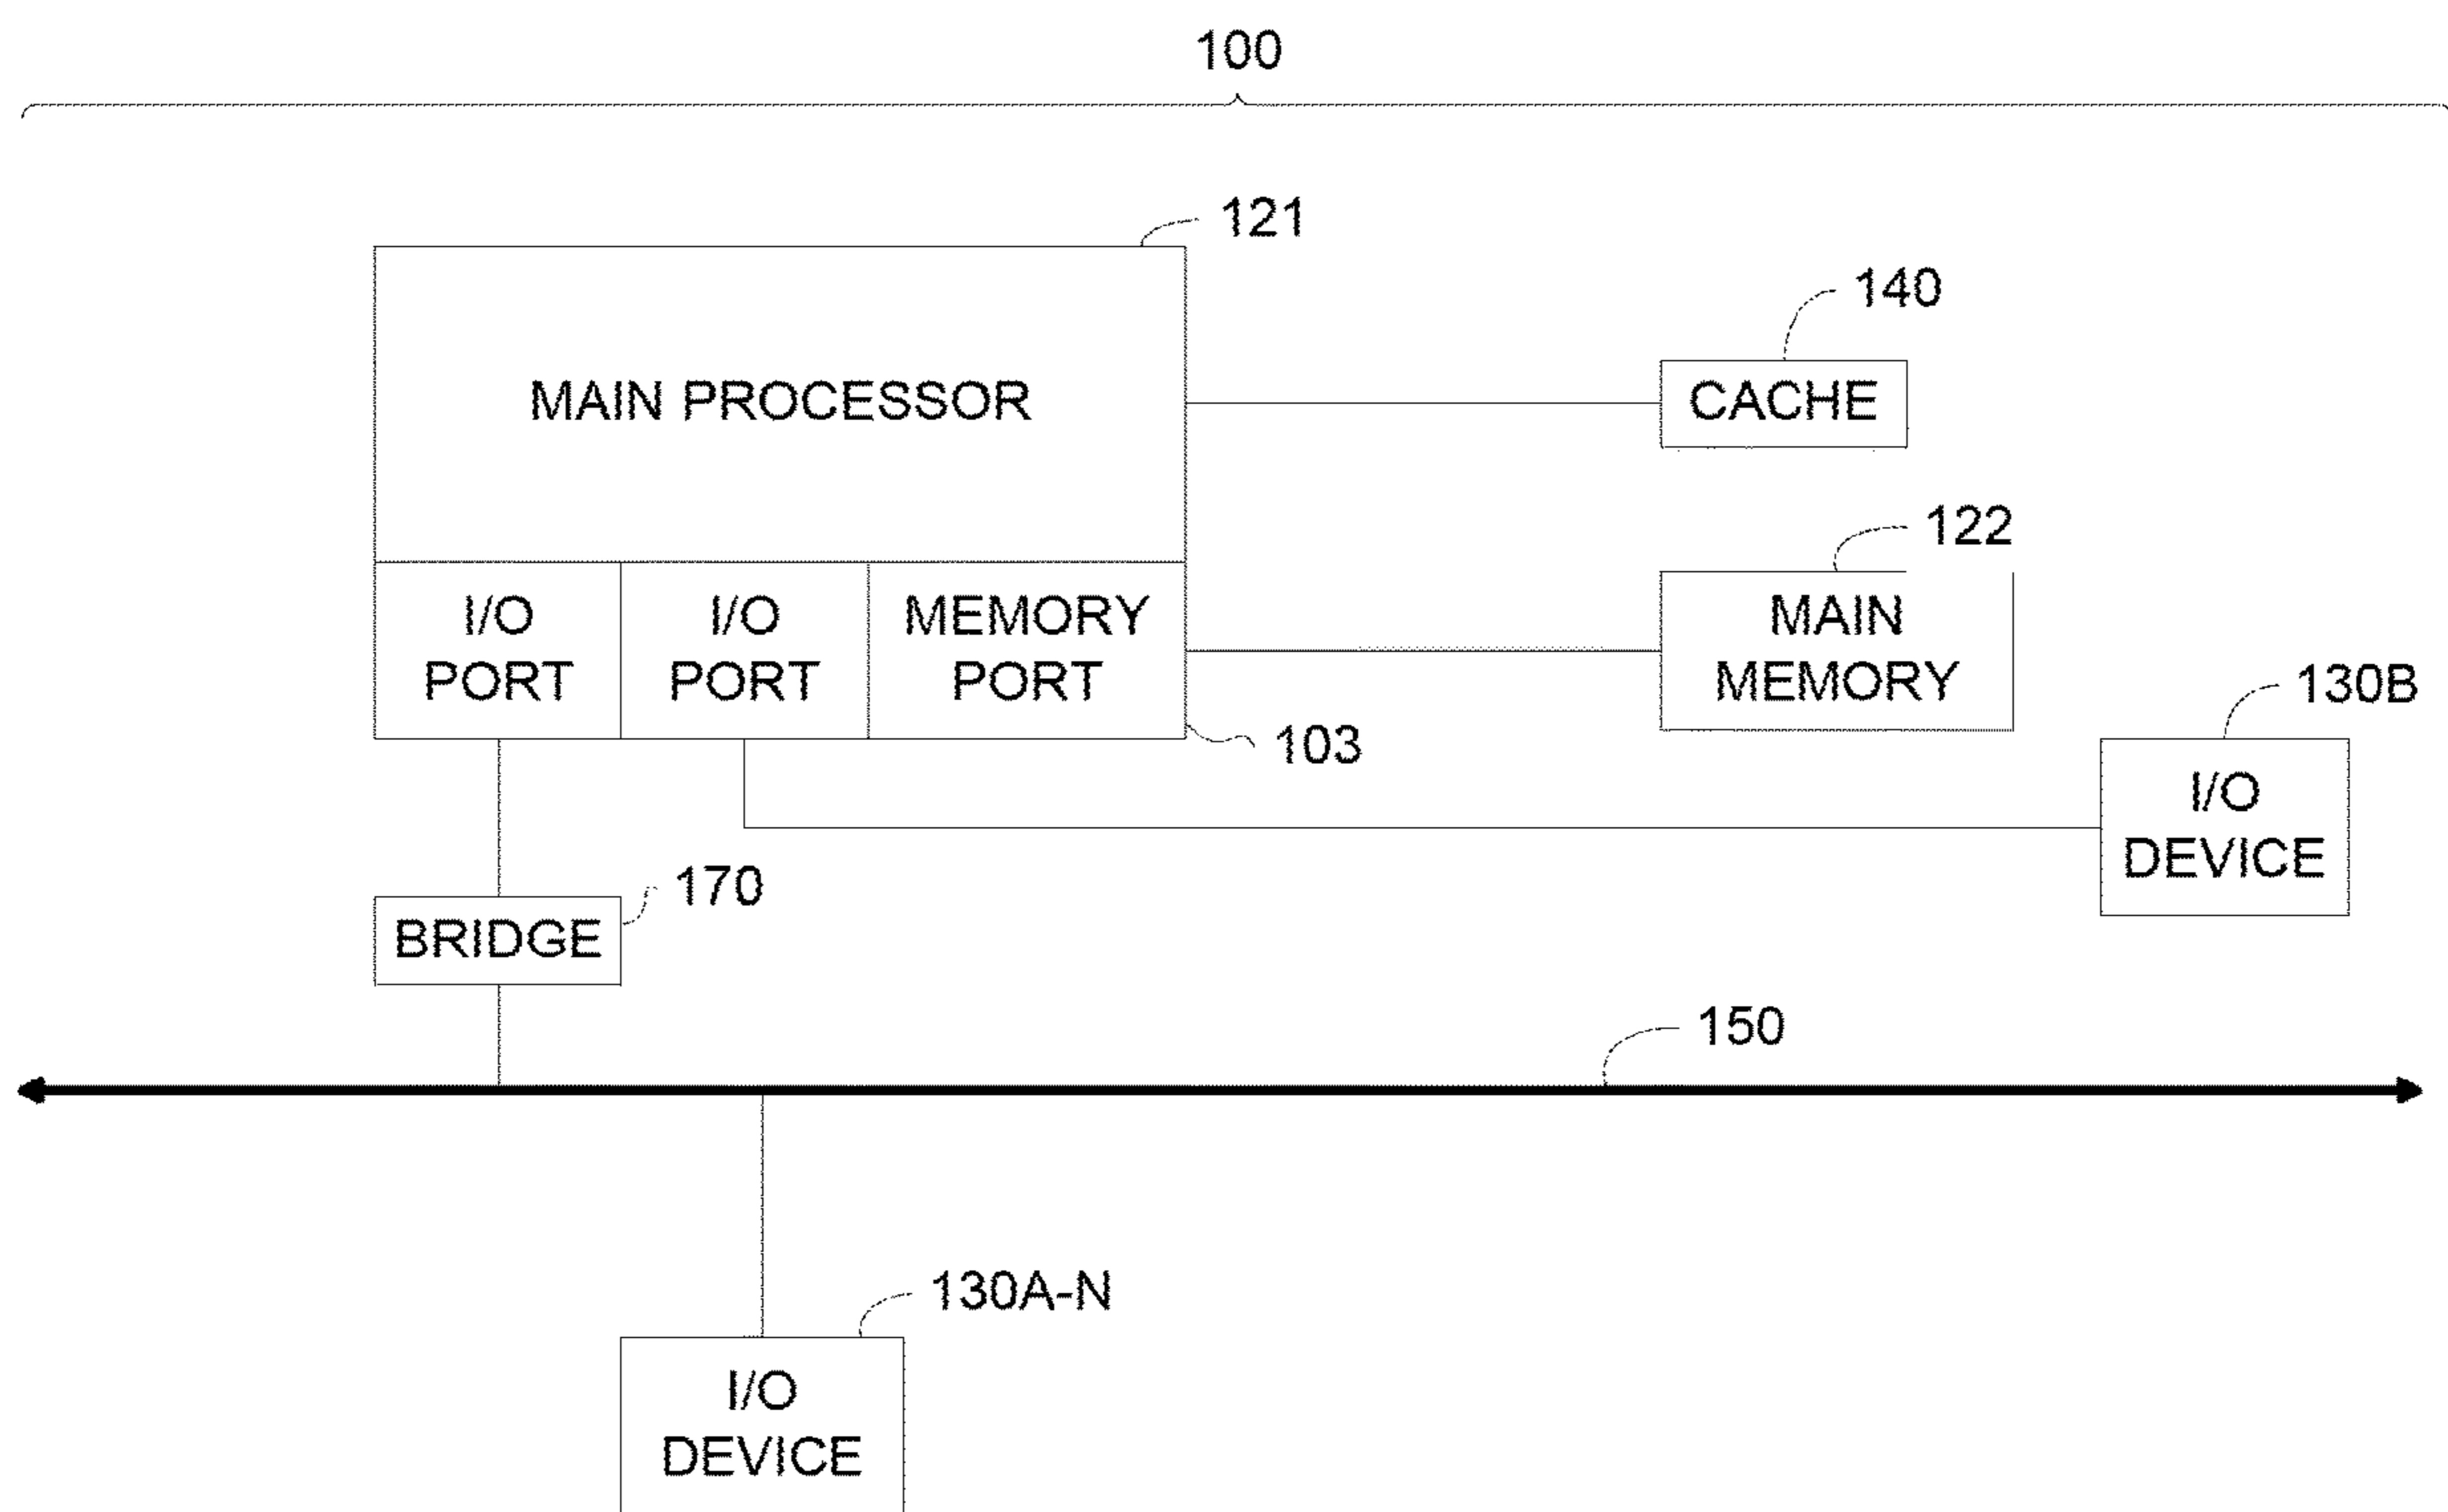 100
121
140
MAIN PROCESSOR
CACHE
122
I/O
PORT
I/O
PORT
MEMORY
PORT
MAIN
MEMORY
130B
103
I/O
DEVICE
170
BRIDGE
150
130A-N
I/O
DEVICE